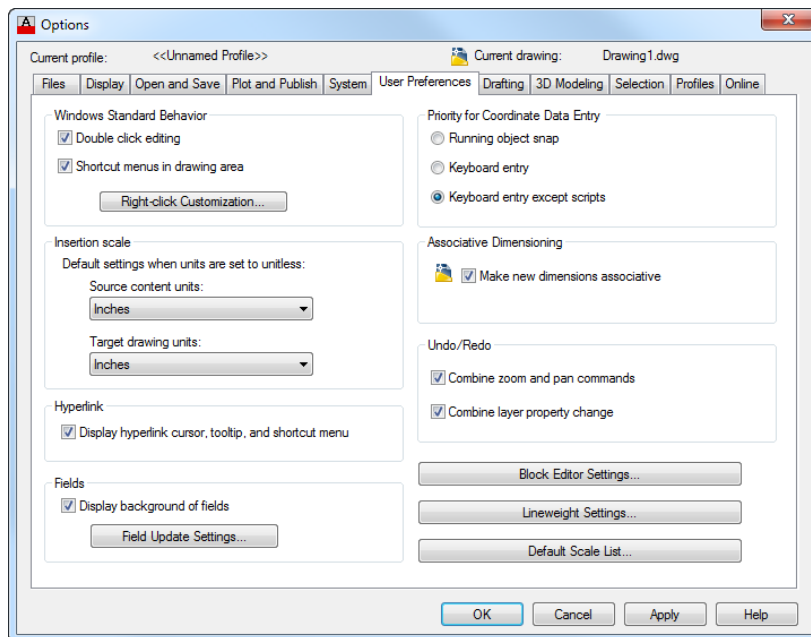 Options
Current profile: <<Unnamed Profile>> Current drawing: Drawing1.dwg
Files Display Open and Save Plot and Publish System User Preferences Drafting 3D Modeling Selection Profiles Online
Windows Standard Behavior
Double click editing
Shortcut menus in drawing area
Right-click Customization...
Insertion scale
Default settings when units are set to unitless:
Source content units:
Inches
Target drawing units:
Inches
Hyperlink
Display hyperlink cursor, tooltip, and shortcut menu
Fields
Display background of fields
Field Update Settings...
Priority for Coordinate Data Entry
Running object snap
Keyboard entry
Keyboard entry except scripts
Associative Dimensioning
Make new dimensions associative
Undo/Redo
Combine zoom and pan commands
Combine layer property change
Block Editor Settings...
Lineweight Settings...
Default Scale List...
OK Cancel Apply Help